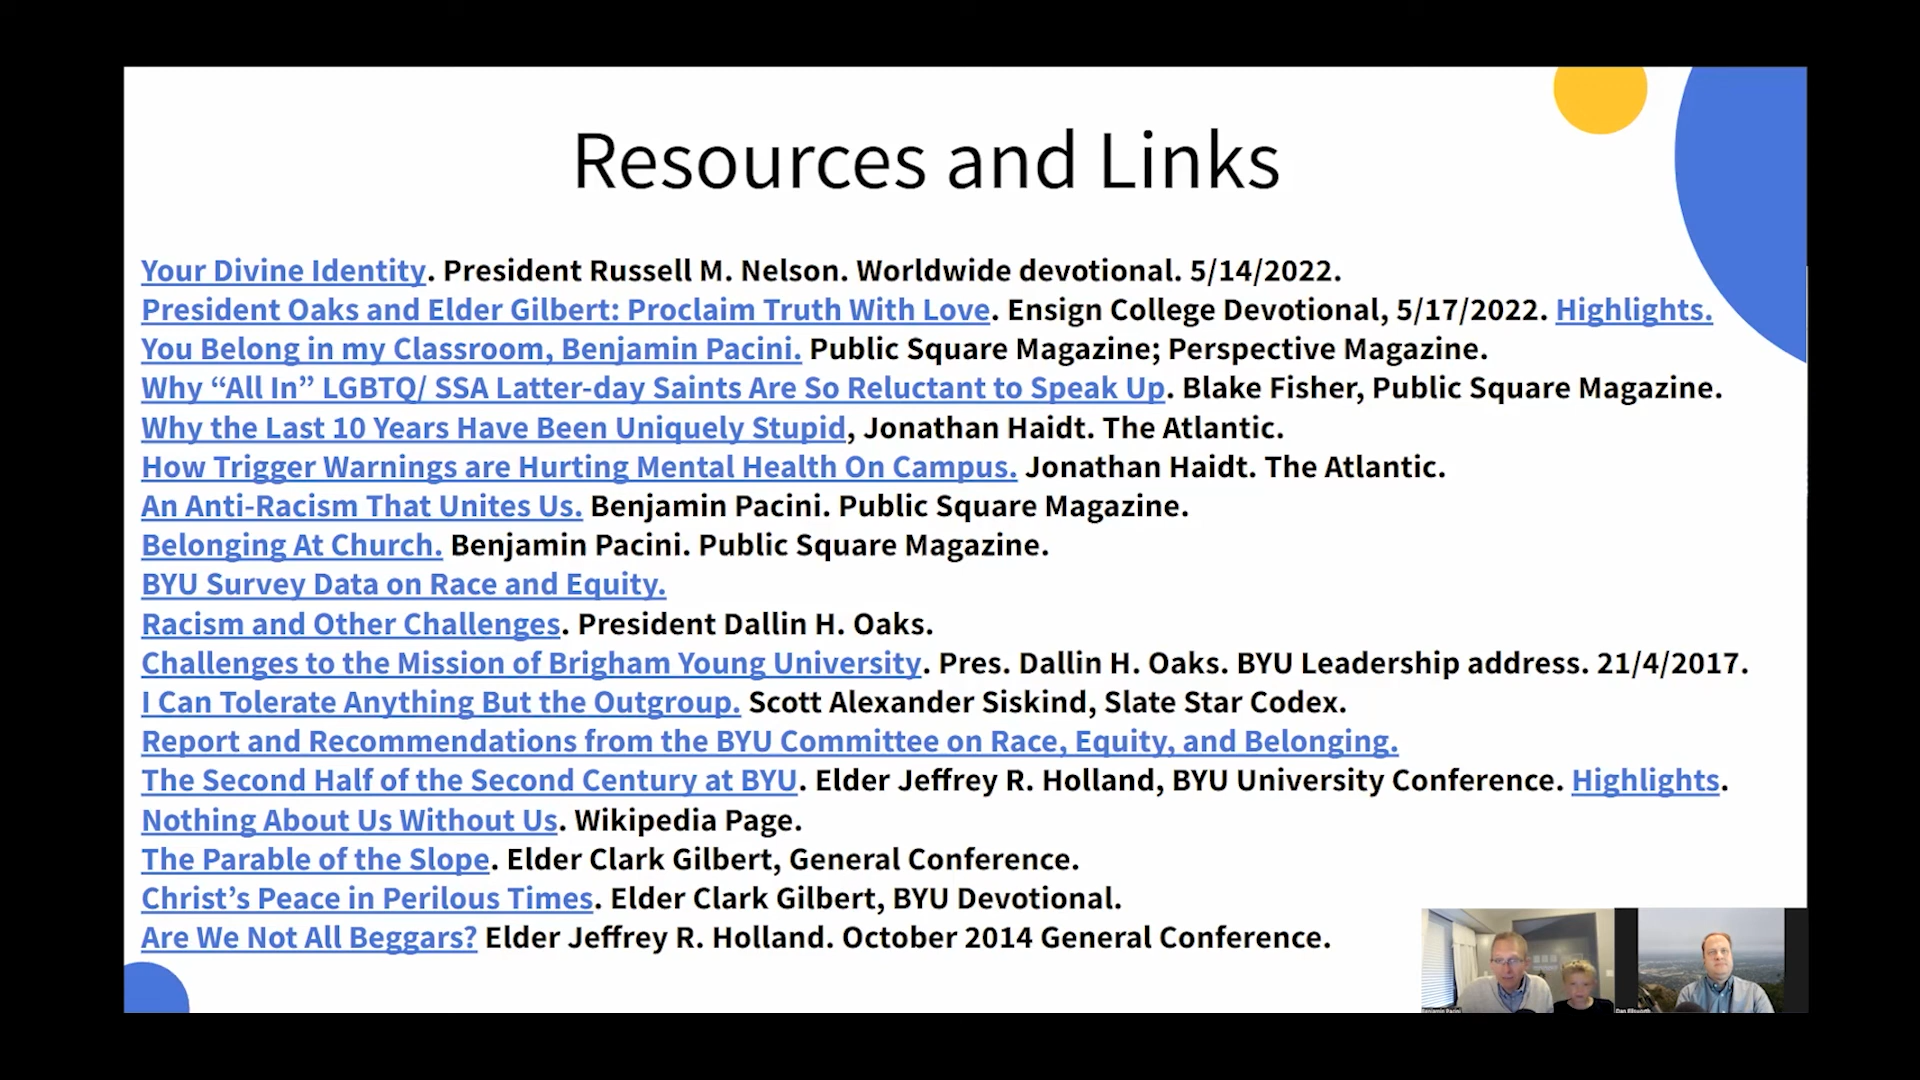 Resources and Links
Your Divine Identity. President Russell M. Nelson. Worldwide devotional. 5/14/2022.
President Oaks and Elder Gilbert: Proclaim Truth With Love. Ensign College Devotional, 5/17/2022. Highlights.
You Belong in my Classroom, Benjamin Pacini. Public Square Magazine; Perspective Magazine.
Why “All In” LGBTQ/ SSA Latter-day Saints Are So Reluctant to Speak Up. Blake Fisher, Public Square Magazine.
Why the Last 10 Years Have Been Uniquely Stupid, Jonathan Haidt. The Atlantic.
How Trigger Warnings are Hurting Mental Health On Campus. Jonathan Haidt. The Atlantic.
An Anti-Racism That Unites Us. Benjamin Pacini. Public Square Magazine.
Belonging At Church. Benjamin Pacini. Public Square Magazine.
BYU Survey Data on Race and Equity.
Racism and Other Challenges. President Dallin H. Oaks.
Challenges to the Mission of Brigham Young University. Pres. Dallin H. Oaks. BYU Leadership address. 21/4/2017.
I Can Tolerate Anything But the Outgroup. Scott Alexander Siskind, Slate Star Codex.
Report and Recommendations from the BYU Committee on Race, Equity, and Belonging.
The Second Half of the Second Century at BYU. Elder Jeffrey R. Holland, BYU University Conference. Highlights.
Nothing About Us Without Us. Wikipedia Page.
The Parable of the Slope. Elder Clark Gilbert, General Conference.
Christ’s Peace in Perilous Times. Elder Clark Gilbert, BYU Devotional.
Are We Not All Beggars? Elder Jeffrey R. Holland. October 2014 General Conference.
Benjamin Pacini